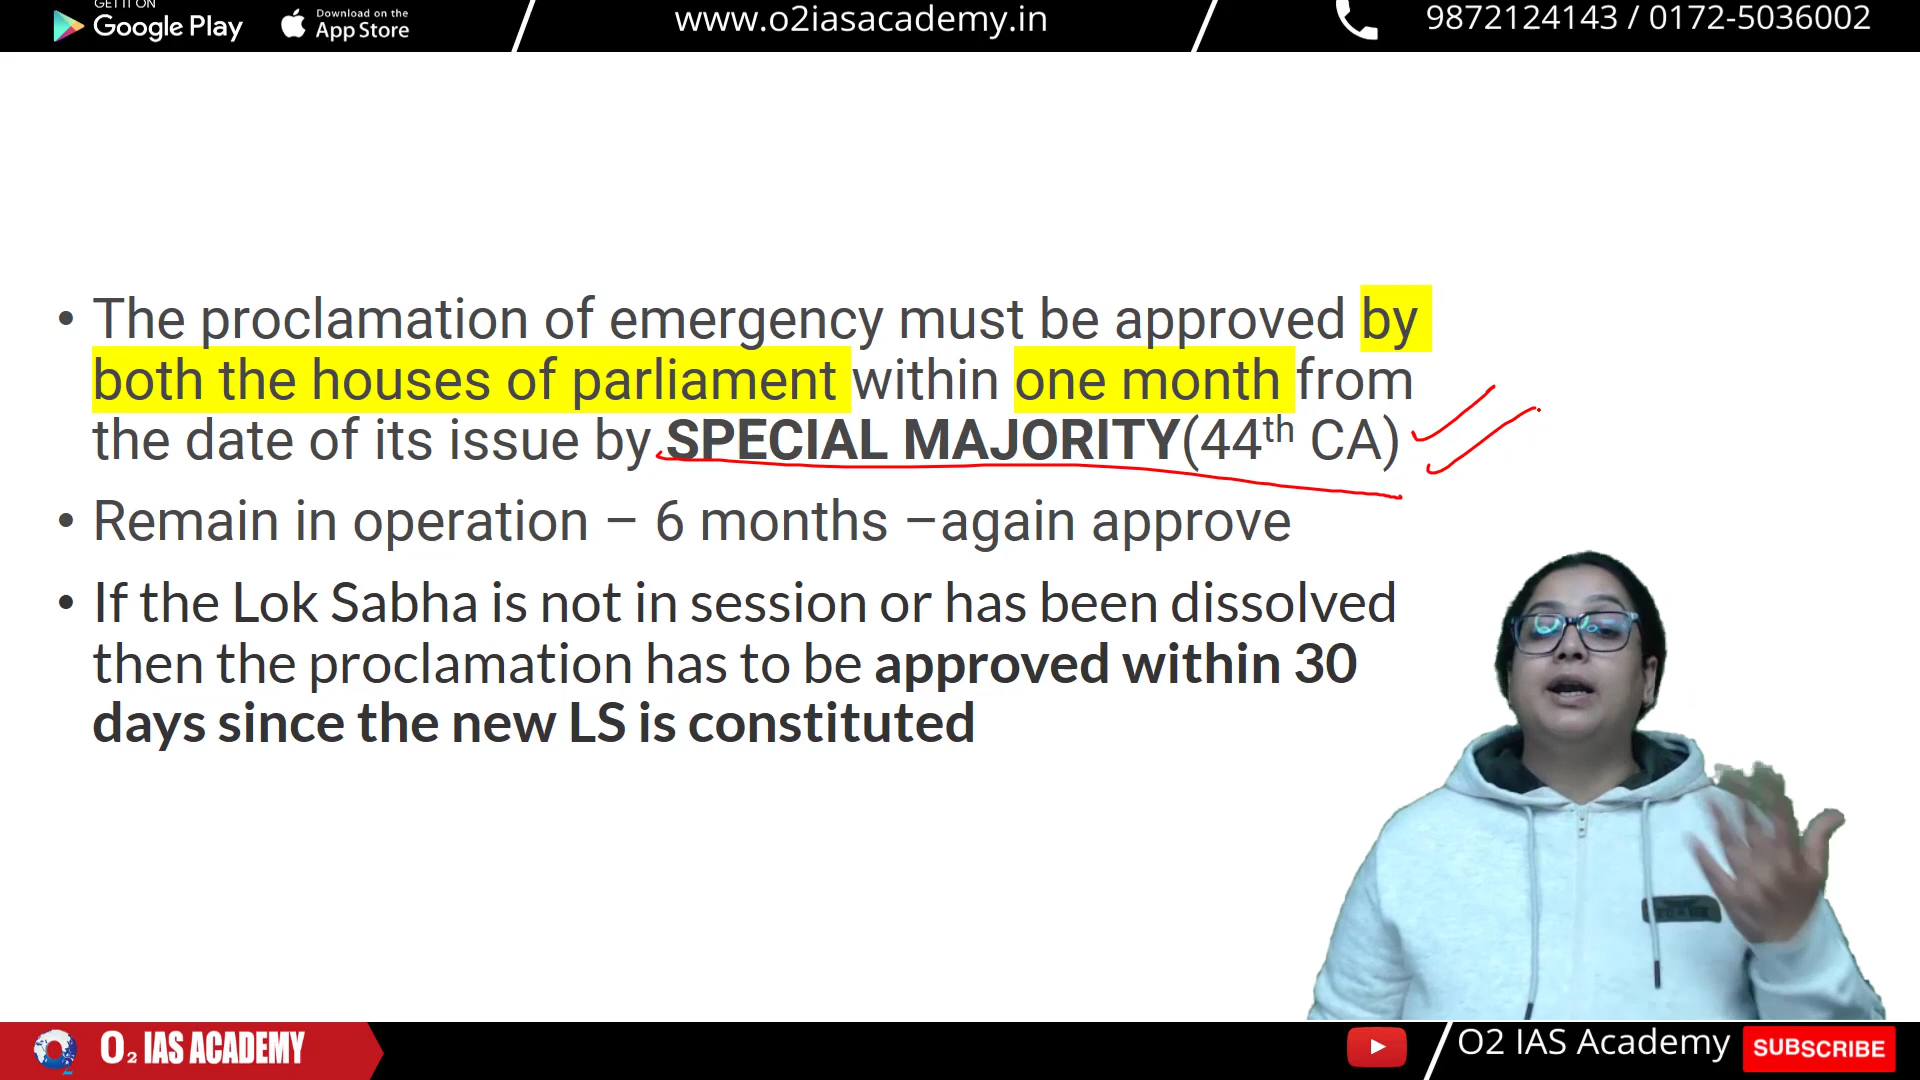 GET IT ON
Google Play
Download on the
App Store
www.o2iasacademy.in
9872124143 / 0172-5036002
• The proclamation of emergency must be approved by
both the houses of parliament within one month from
the date of its issue by SPECIAL MAJORITY(44th CA)
• Remain in operation – 6 months –again approve
• If the Lok Sabha is not in session or has been dissolved
then the proclamation has to be approved within 30
days since the new LS is constituted
O2 IAS ACADEMY
O2 IAS Academy
SUBSCRIBE